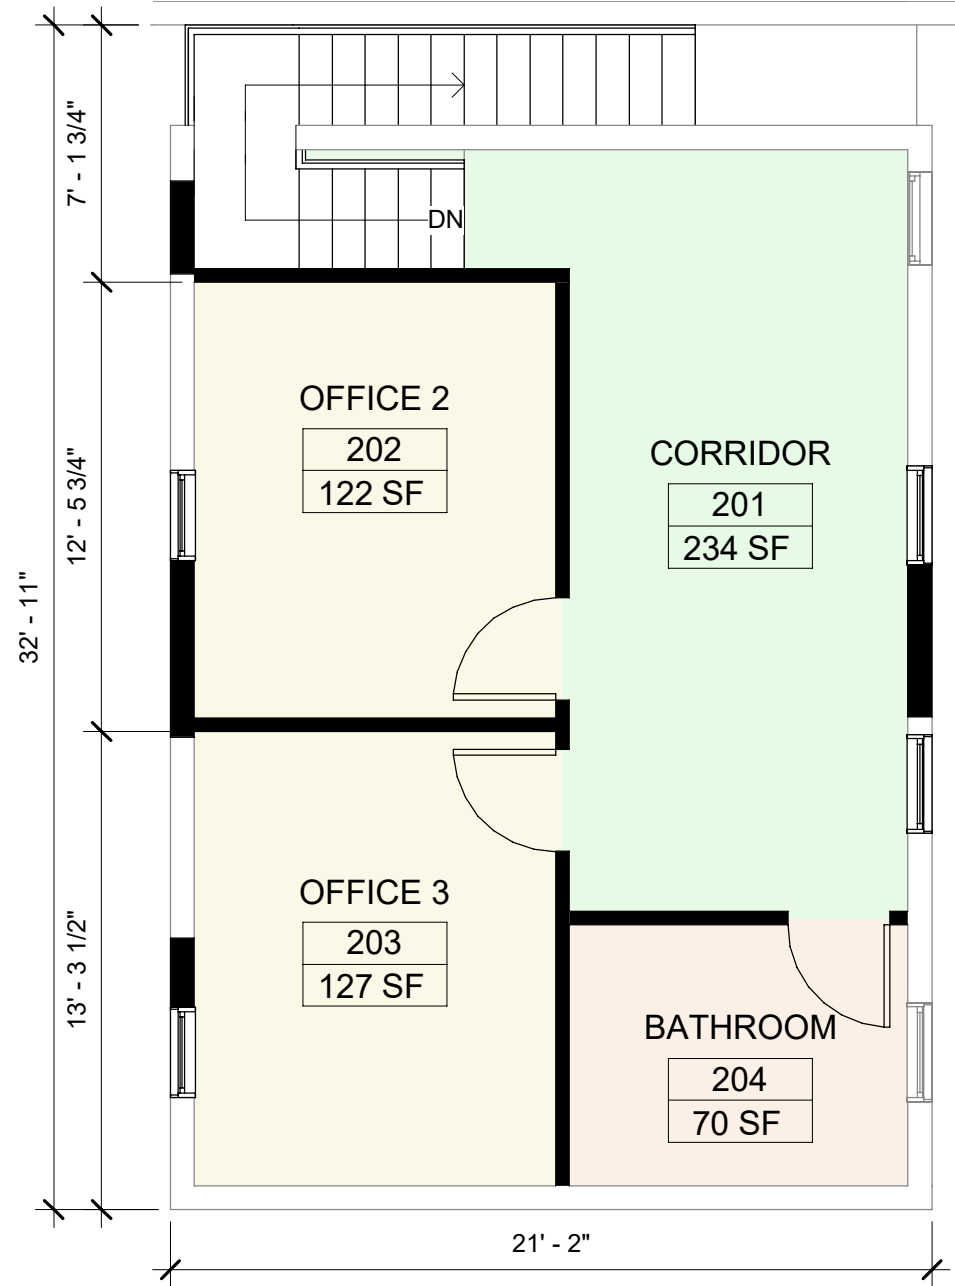 7' - 1 3/4"
DN
OFFICE 2
202
122 SF
CORRIDOR
201
234 SF
12' - 5 3/4"
32' - 11"
OFFICE 3
203
127 SF
13' - 3 1/2"
BATHROOM
204
70 SF
21' - 2"